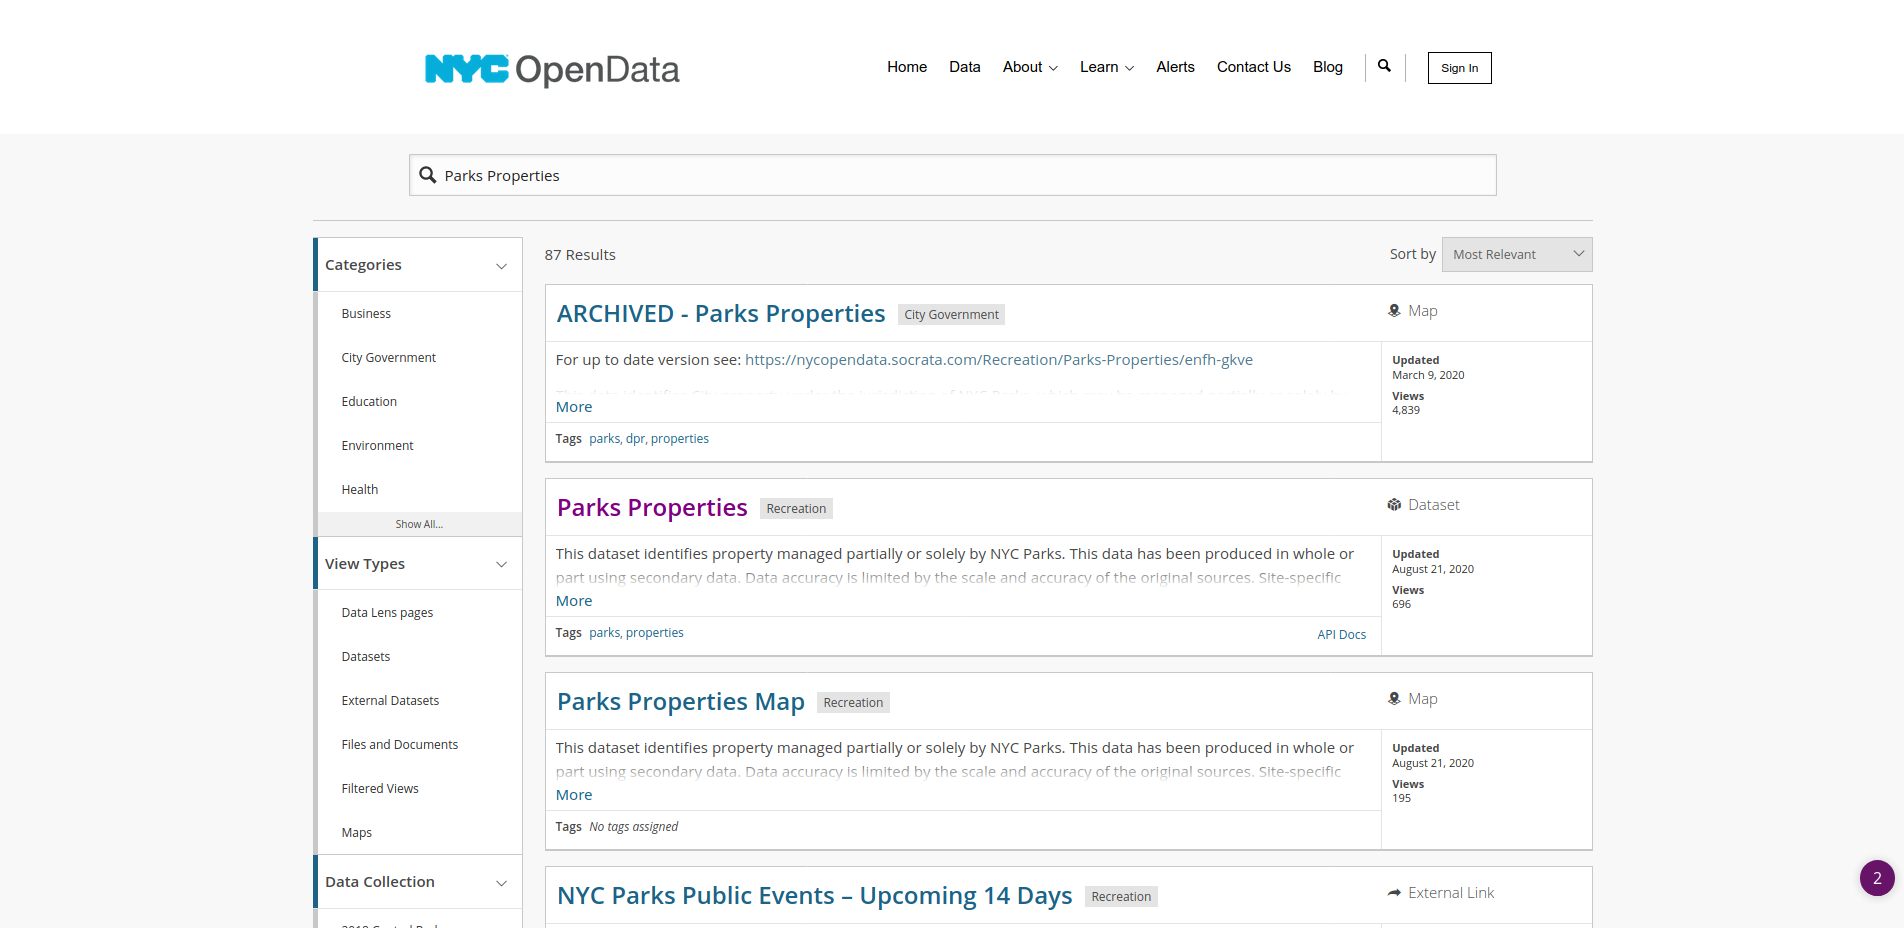 NYC OpenData
Home Data About Learn Alerts Contact Us Blog Sign In
Parks Properties
Categories
Business
City Government
Education
Environment
Health
Show All...
View Types
Data Lens pages
Datasets
External Datasets
Files and Documents
Filtered Views
Maps
Data Collection
87 Results
Sort by Most Relevant
ARCHIVED - Parks Properties City Government
Map
For up to date version see: https://nycopendata.socrata.com/Recreation/Parks-Properties/enfh-gkve
More
Tags parks, dpr, properties
Updated
March 9, 2020
Views
4,839
Parks Properties Recreation
Dataset
This dataset identifies property managed partially or solely by NYC Parks. This data has been produced in whole or
part using secondary data. Data accuracy is limited by the scale and accuracy of the original sources. Site-specific
More
Tags parks, properties
API Docs
Updated
August 21, 2020
Views
696
Parks Properties Map Recreation
Map
This dataset identifies property managed partially or solely by NYC Parks. This data has been produced in whole or
part using secondary data. Data accuracy is limited by the scale and accuracy of the original sources. Site-specific
More
Tags No tags assigned
Updated
August 21, 2020
Views
195
NYC Parks Public Events – Upcoming 14 Days Recreation
External Link
2